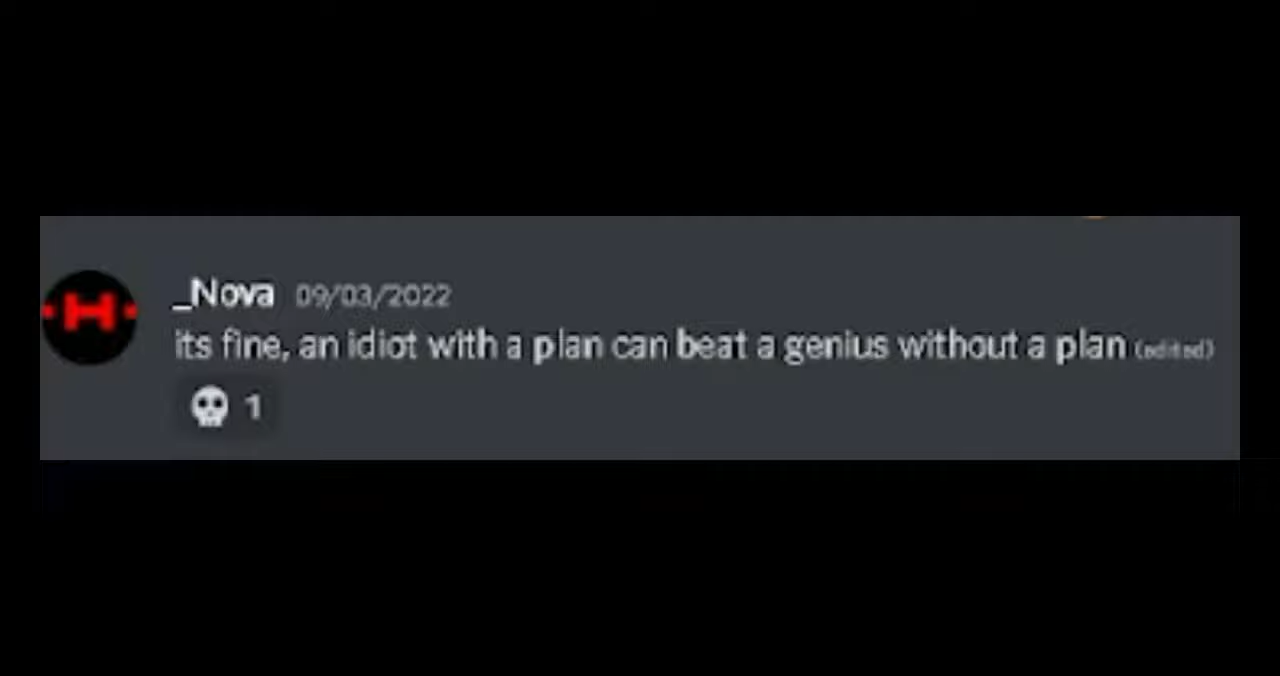 _Nova 09/03/2022
its fine, an idiot with a plan can beat a genius without a plan (edited)
1